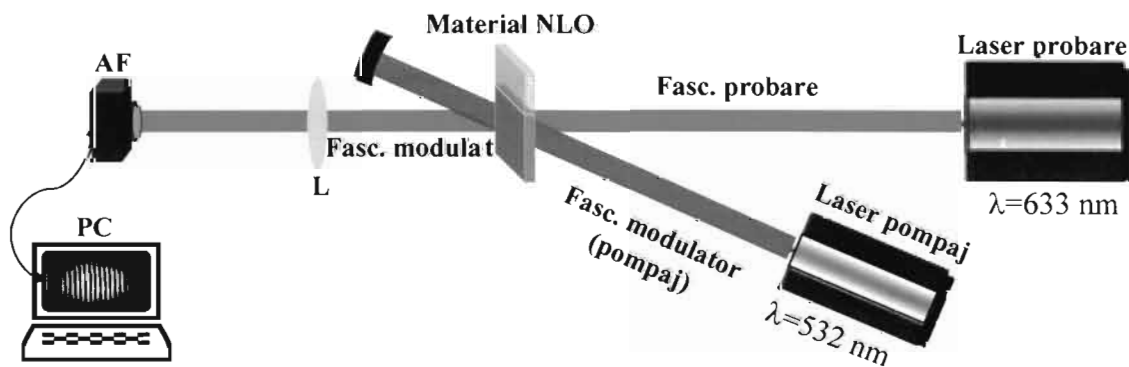 Material NLO
Laser probare
AF
Fasc. probare
Fasc. modulat
L
λ=633 nm
Laser pompaj
Fasc. modulator
(pompaj)
PC
λ=532 nm